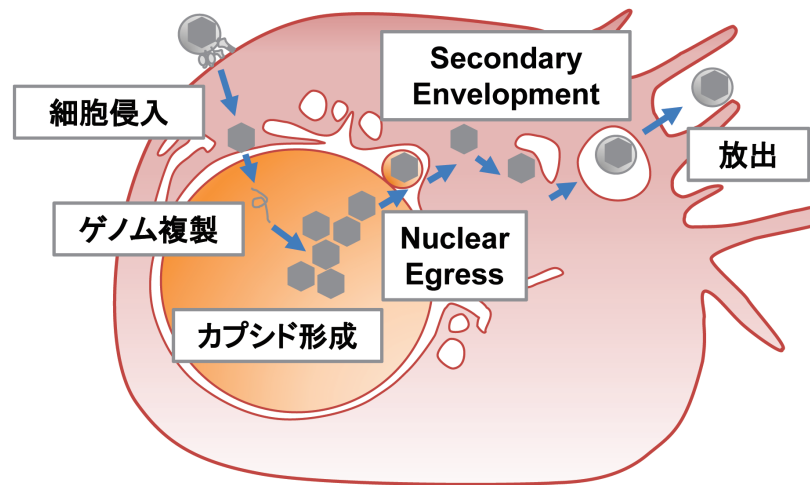 細胞侵入
ゲノム複製
カプシド形成
Nuclear
Egress
Secondary
Envelopment
放出